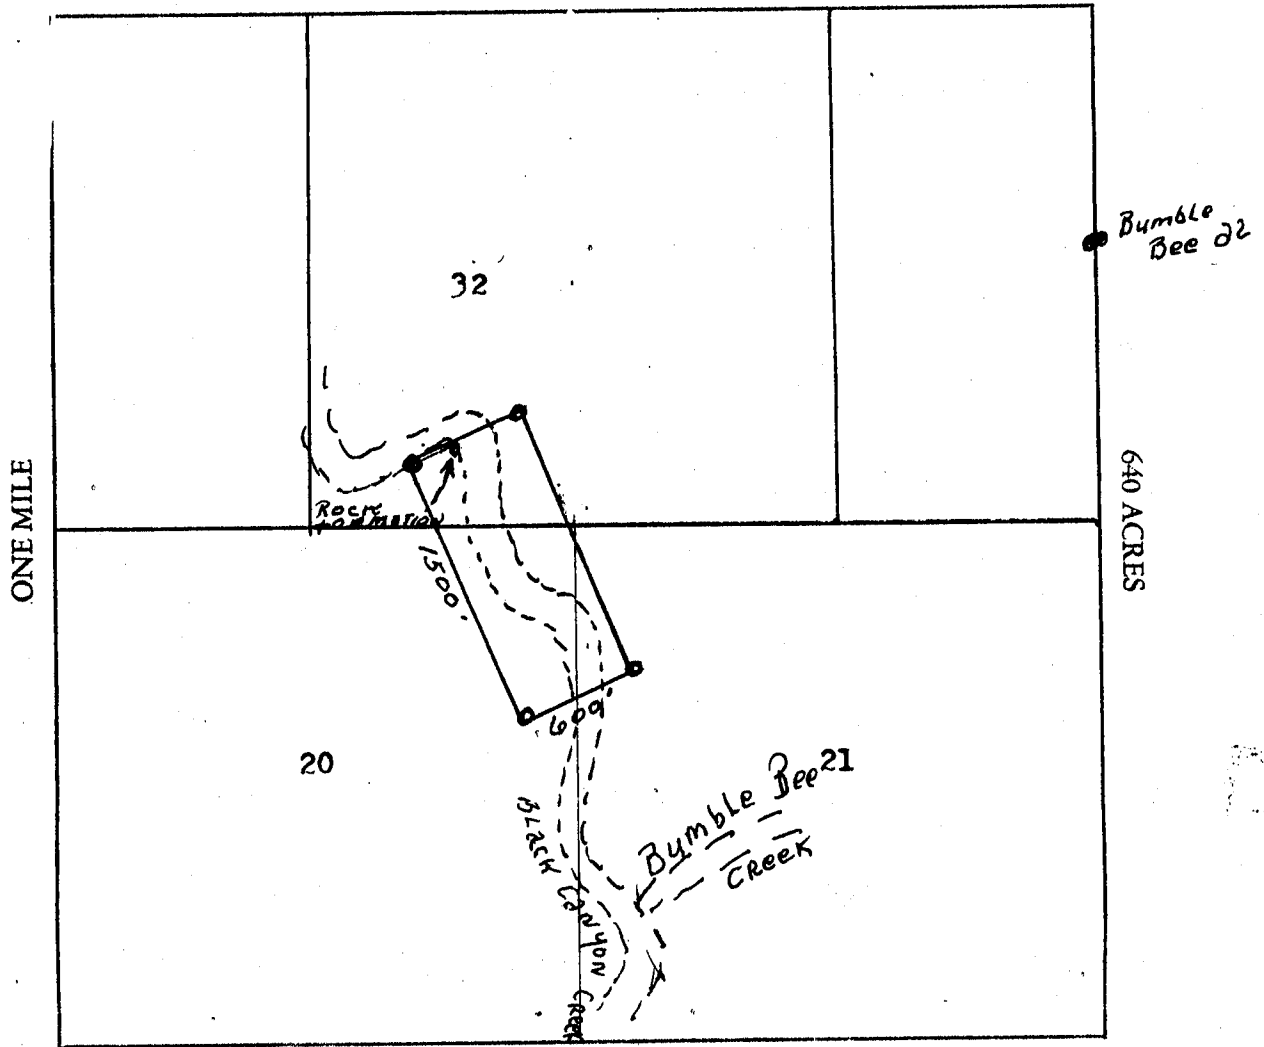 Bumble
Bee 22
32
ONE MILE
640 ACRES
Rock
Formation
1500'
600'
20
21
Bumble Bee
Creek
Black Canyon Creek